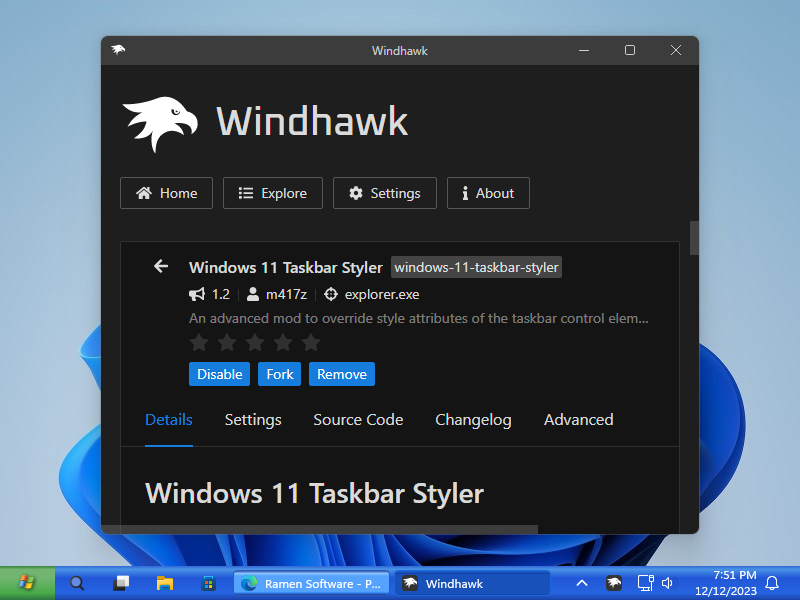 Windhawk
Windhawk
Home Explore Settings About
Windows 11 Taskbar Styler windows-11-taskbar-styler
1.2 m417z explorer.exe
An advanced mod to override style attributes of the taskbar control elem...
Disable Fork Remove
Details Settings Source Code Changelog Advanced
Windows 11 Taskbar Styler
Ramen Software - P... Windhawk
7:51 PM
12/12/2023